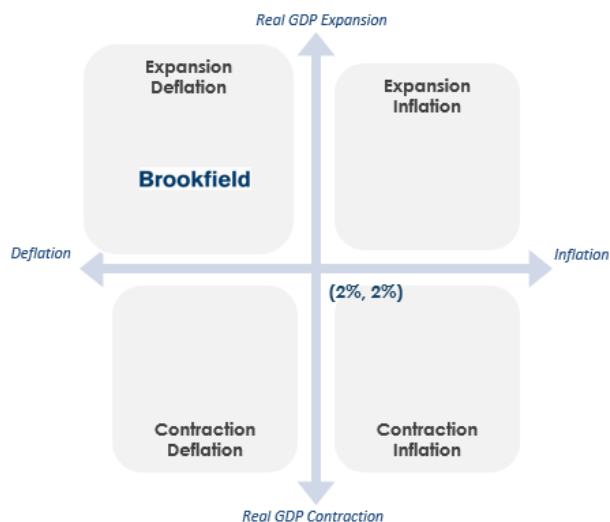 Real GDP Expansion
Expansion
Deflation
Expansion
Inflation
Brookfield
Deflation
Inflation
(2%, 2%)
Contraction
Deflation
Contraction
Inflation
Real GDP Contraction